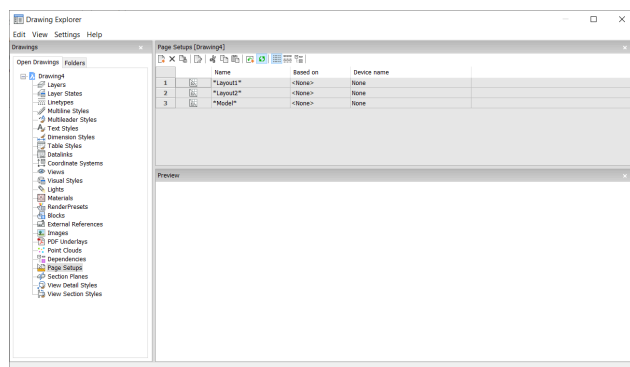 Drawing Explorer
Edit View Settings Help
Drawings
Open Drawings Folders
Drawing4
Layers
Layer States
Linetypes
Multiline Styles
Multileader Styles
Text Styles
Dimension Styles
Table Styles
Datalinks
Coordinate Systems
Views
Visual Styles
Lights
Materials
RenderPresets
Blocks
External References
Images
PDF Underlays
Point Clouds
Dependencies
Page Setups
Section Planes
View Detail Styles
View Section Styles
Page Setups [Drawing4]
Name Based on Device name
1 *Layout1* <None> None
2 *Layout2* <None> None
3 *Model* <None> None
Preview